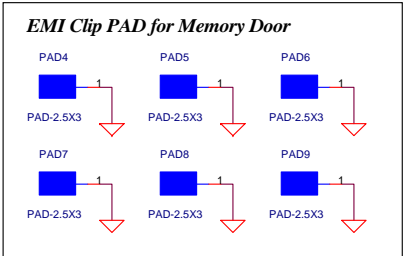 EMI Clip PAD for Memory Door
PAD4 PAD5 PAD6
1 1 1
PAD-2.5X3 PAD-2.5X3 PAD-2.5X3
PAD7 PAD8 PAD9
1 1 1
PAD-2.5X3 PAD-2.5X3 PAD-2.5X3